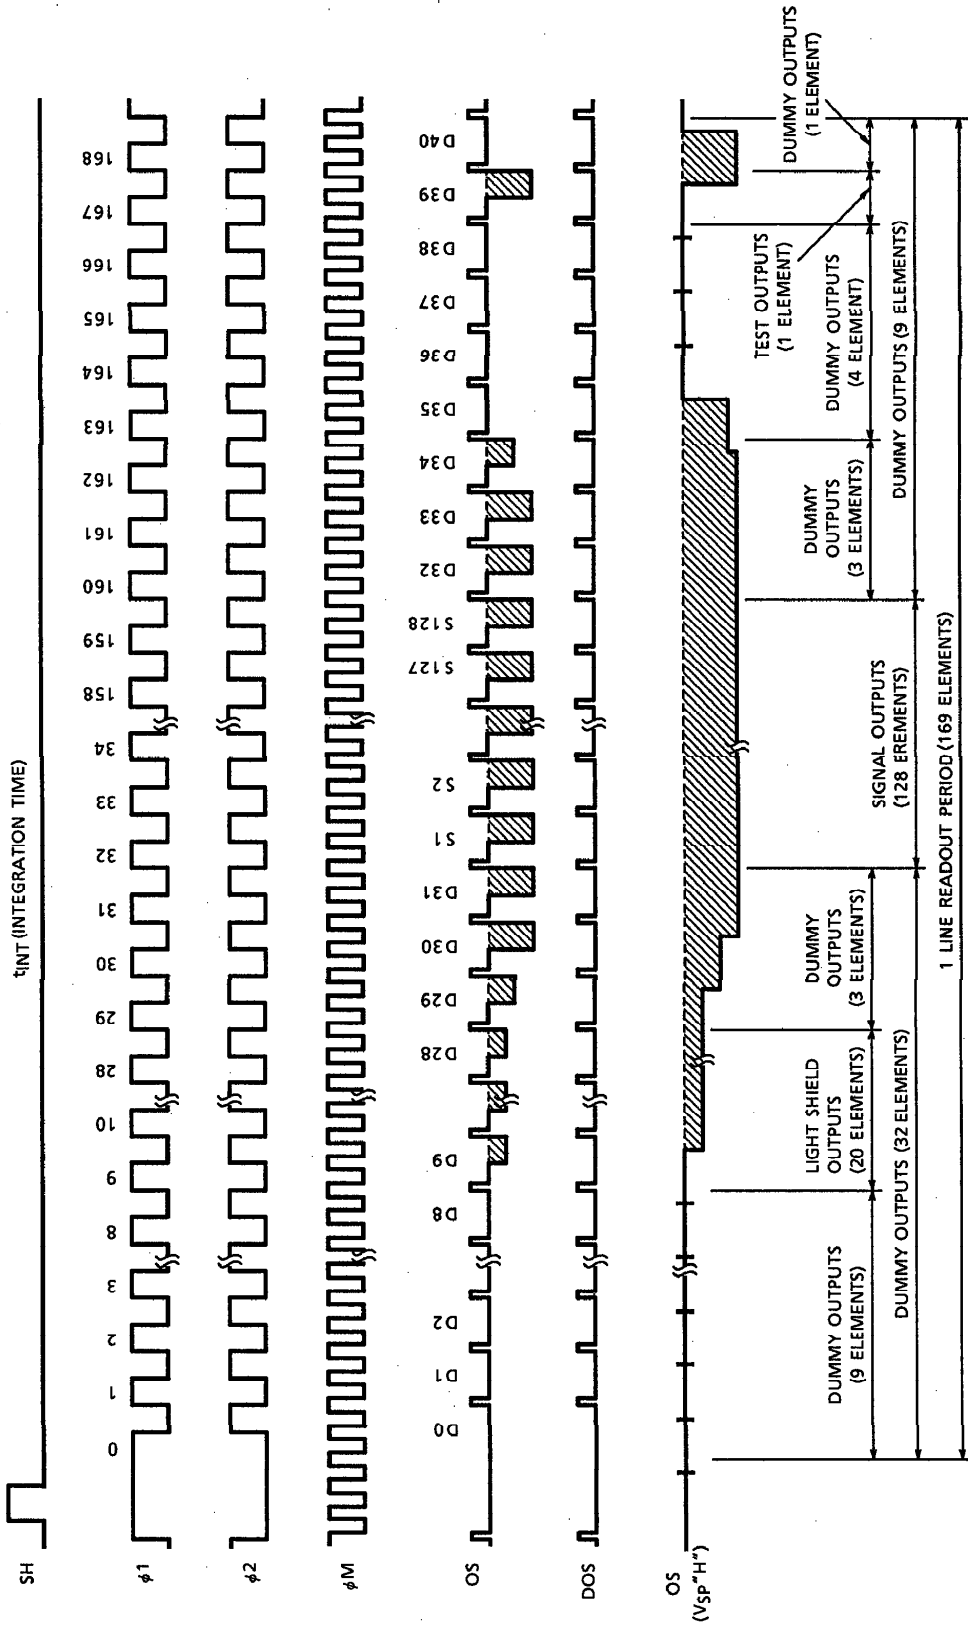 SH
tINT (INTEGRATION TIME)
φ1
0 1 2 3 8 9 10 28 29 30 31 32 33 34 158 159 160 161 162 163 164 165 166 167 168
φ2
φM
OS
D0 D1 D2 D8 D9 D28 D29 D30 D31 S1 S2 S127 S128 D32 D33 D34 D35 D36 D37 D38 D39 D40
DOS
OS
(VSP"H")
DUMMY OUTPUTS
(9 ELEMENTS)
LIGHT SHIELD
OUTPUTS
(20 ELEMENTS)
DUMMY
OUTPUTS
(3 ELEMENTS)
DUMMY OUTPUTS (32 ELEMENTS)
SIGNAL OUTPUTS
(128 EREMENTS)
DUMMY
OUTPUTS
(3 ELEMENTS)
DUMMY OUTPUTS
(4 ELEMENT)
TEST OUTPUTS
(1 ELEMENT)
DUMMY OUTPUTS
(1 ELEMENT)
DUMMY OUTPUTS (9 ELEMENTS)
1 LINE READOUT PERIOD (169 ELEMENTS)